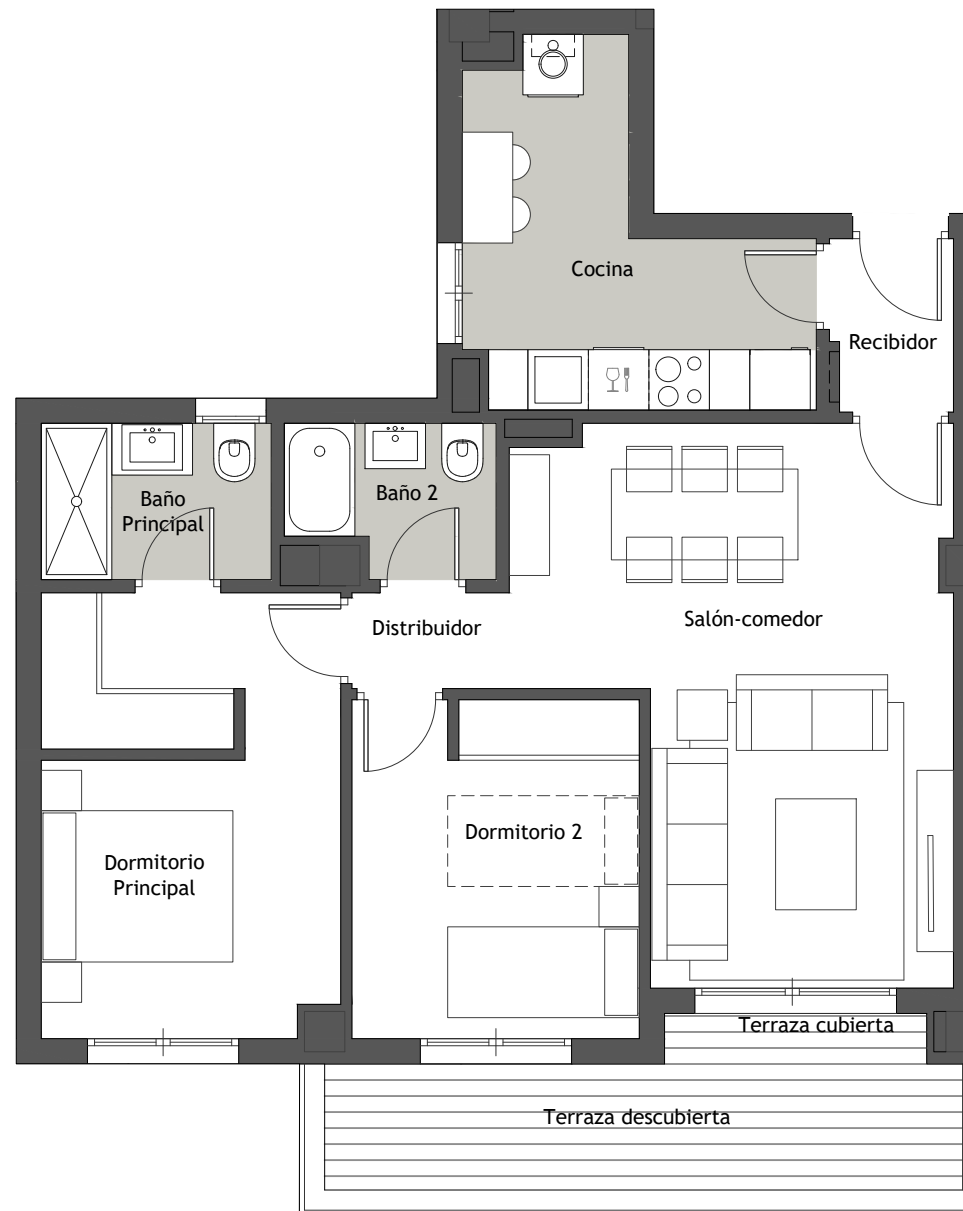 Cocina
Recibidor
Baño
Principal
Baño 2
Distribuidor
Salón-comedor
Dormitorio 2
Dormitorio
Principal
Terraza cubierta
Terraza descubierta